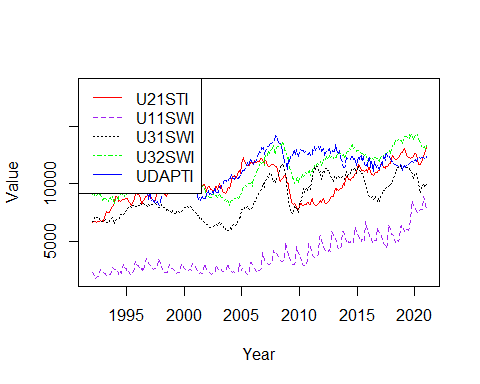 U21STI
U11SWI
U31SWI
U32SWI
UDAPTI
10000
5000
Value
1995 2000 2005 2010 2015 2020
Year